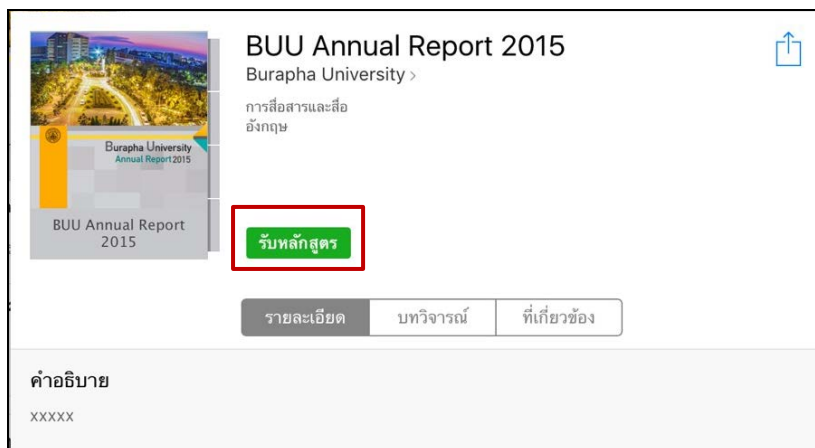 BUU Annual Report 2015
Burapha University >
การสื่อสารและสื่อ
อังกฤษ
Burapha University
Annual Report 2015
BUU Annual Report
2015
รับหลักสูตร
รายละเอียด บทวิจารณ์ ที่เกี่ยวข้อง
คำอธิบาย
xxxxx